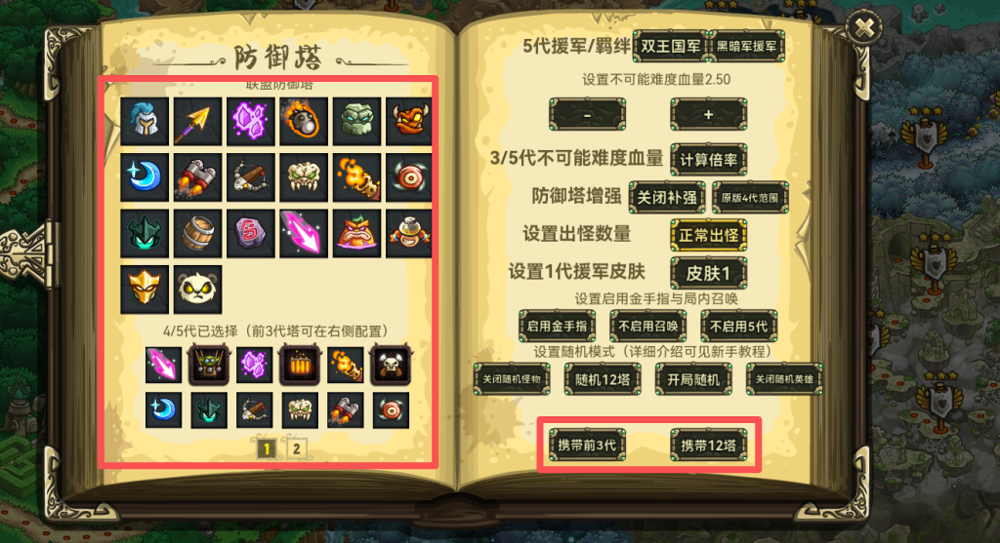 防御塔
联盟防御塔
4/5代已选择（前3代塔可在右侧配置）
1 2
5代援军/羁绊 双王国军 黑暗军援军
设置不可能难度血量2.50
- +
3/5代不可能难度血量 计算倍率
防御塔增强 关闭补强 原版4代范围
设置出怪数量 正常出怪
设置1代援军皮肤 皮肤1
设置启用金手指与局内召唤
启用金手指 不启用召唤 不启用5代
设置随机模式（详细介绍可见新手教程）
关闭随机怪物 随机12塔 开局随机 关闭随机英雄
携带前3代 携带12塔